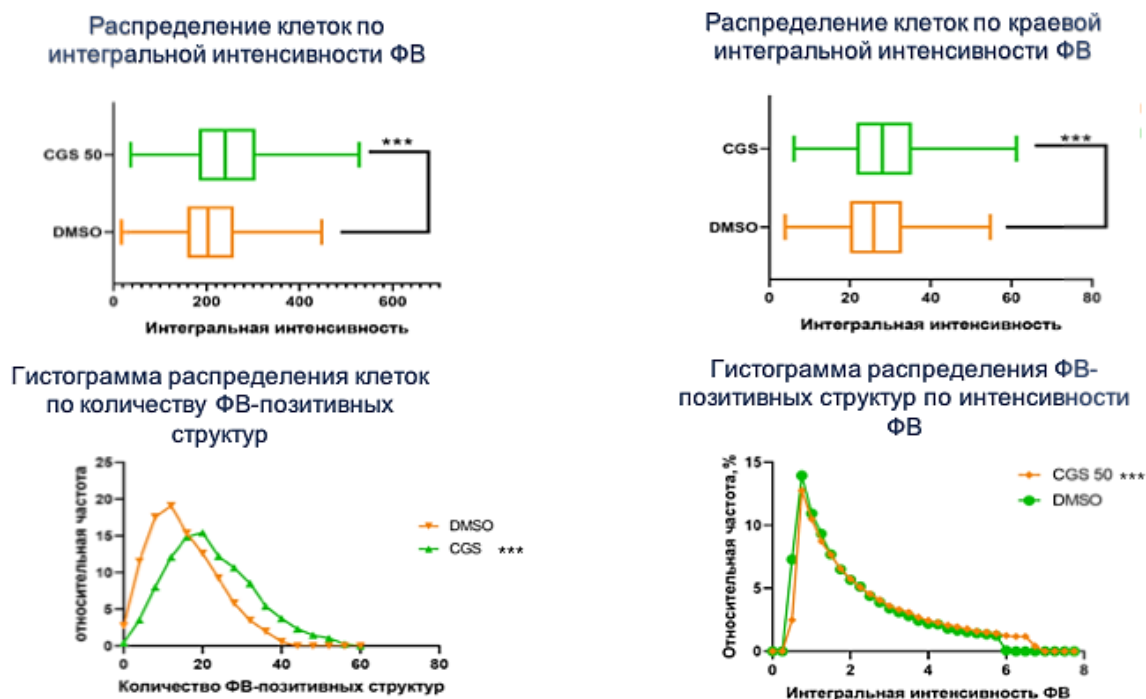 Распределение клеток по
интегральной интенсивности ФВ
CGS 50
***
DMSO
0 200 400 600
Интегральная интенсивность
Распределение клеток по краевой
интегральной интенсивности ФВ
CGS
***
DMSO
0 20 40 60 80
Интегральная интенсивность
Гистограмма распределения клеток
по количеству ФВ-позитивных
структур
относительная частота
25
20
15
10
5
0
0 20 40 60 80
DMSO
CGS ***
Количество ФВ-позитивных структур
Гистограмма распределения ФВ-
позитивных структур по интенсивности
ФВ
Относительная частота, %
15
10
5
0
0 2 4 6 8
CGS 50 ***
DMSO
Интегральная интенсивность ФВ